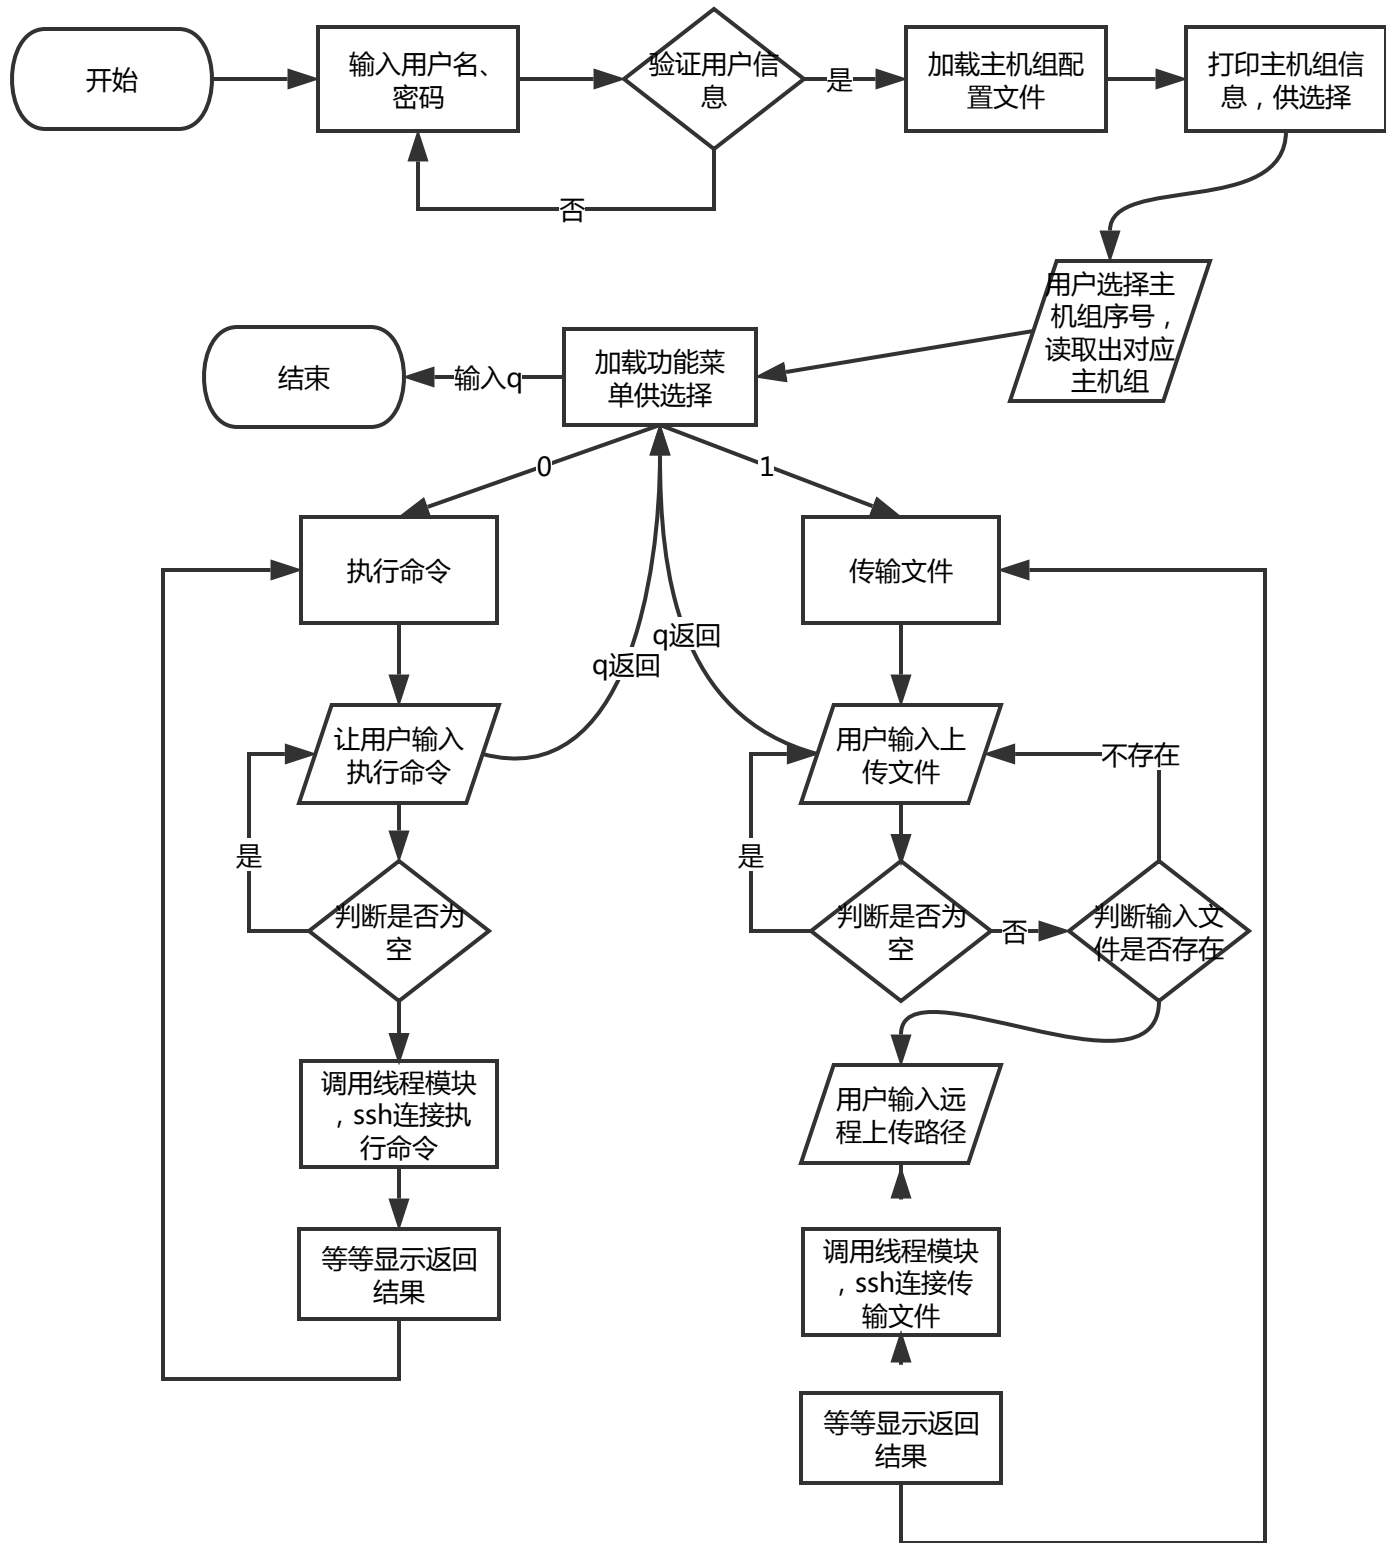 开始
输入用户名、
密码
验证用户信
息
是
加载主机组配
置文件
打印主机组信
息，供选择
否
用户选择主
机组序号，
读取出对应
主机组
加载功能菜
单供选择
输入q
结束
0
1
执行命令
传输文件
q返回
q返回
让用户输入
执行命令
用户输入上
传文件
不存在
是
是
判断是否为
空
判断是否为
空
否
判断输入文
件是否存在
调用线程模块
，ssh连接执
行命令
用户输入远
程上传路径
等等显示返回
结果
调用线程模块
，ssh连接传
输文件
等等显示返回
结果